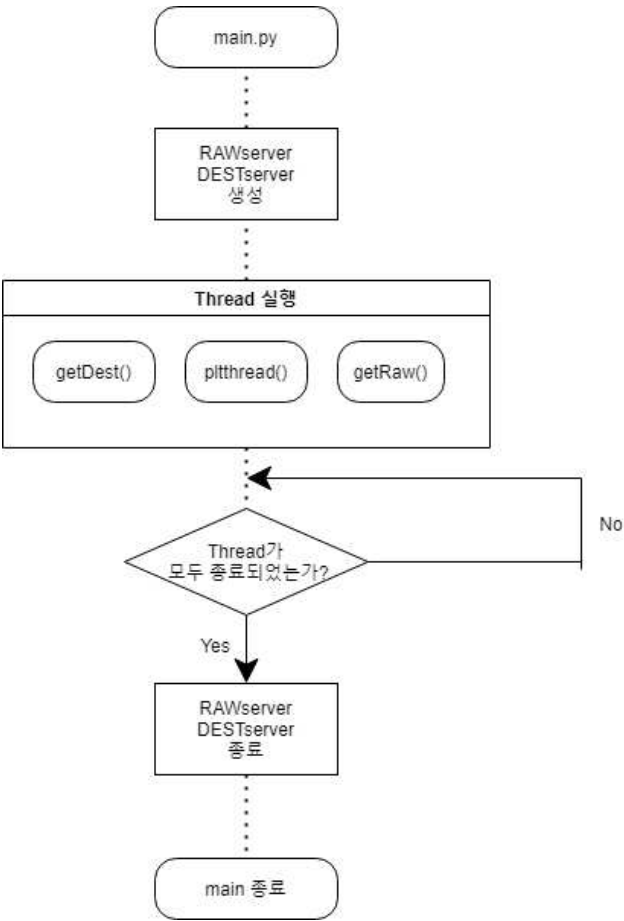 main.py
RAWserver
DESTserver
생성
Thread 실행
getDest()
pltthread()
getRaw()
Thread가
모두 종료되었는가?
No
Yes
RAWserver
DESTserver
종료
main 종료